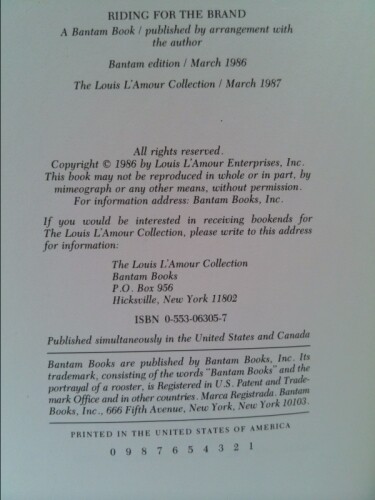 RIDING FOR THE BRAND
A Bantam Book / published by arrangement with
the author
Bantam edition / March 1986
The Louis L'Amour Collection / March 1987
All rights reserved.
Copyright © 1986 by Louis L'Amour Enterprises, Inc.
This book may not be reproduced in whole or in part, by
mimeograph or any other means, without permission.
For information address: Bantam Books, Inc.
If you would be interested in receiving bookends for
The Louis L'Amour Collection, please write to this address
for information:
The Louis L'Amour Collection
Bantam Books
P.O. Box 956
Hicksville, New York 11802
ISBN 0-553-06305-7
Published simultaneously in the United States and Canada
Bantam Books are published by Bantam Books, Inc. Its
trademark, consisting of the words "Bantam Books" and the
portrayal of a rooster, is Registered in U.S. Patent and Trade-
mark Office and in other countries. Marca Registrada. Bantam
Books, Inc., 666 Fifth Avenue, New York, New York 10103.
PRINTED IN THE UNITED STATES OF AMERICA
0 9 8 7 6 5 4 3 2 1